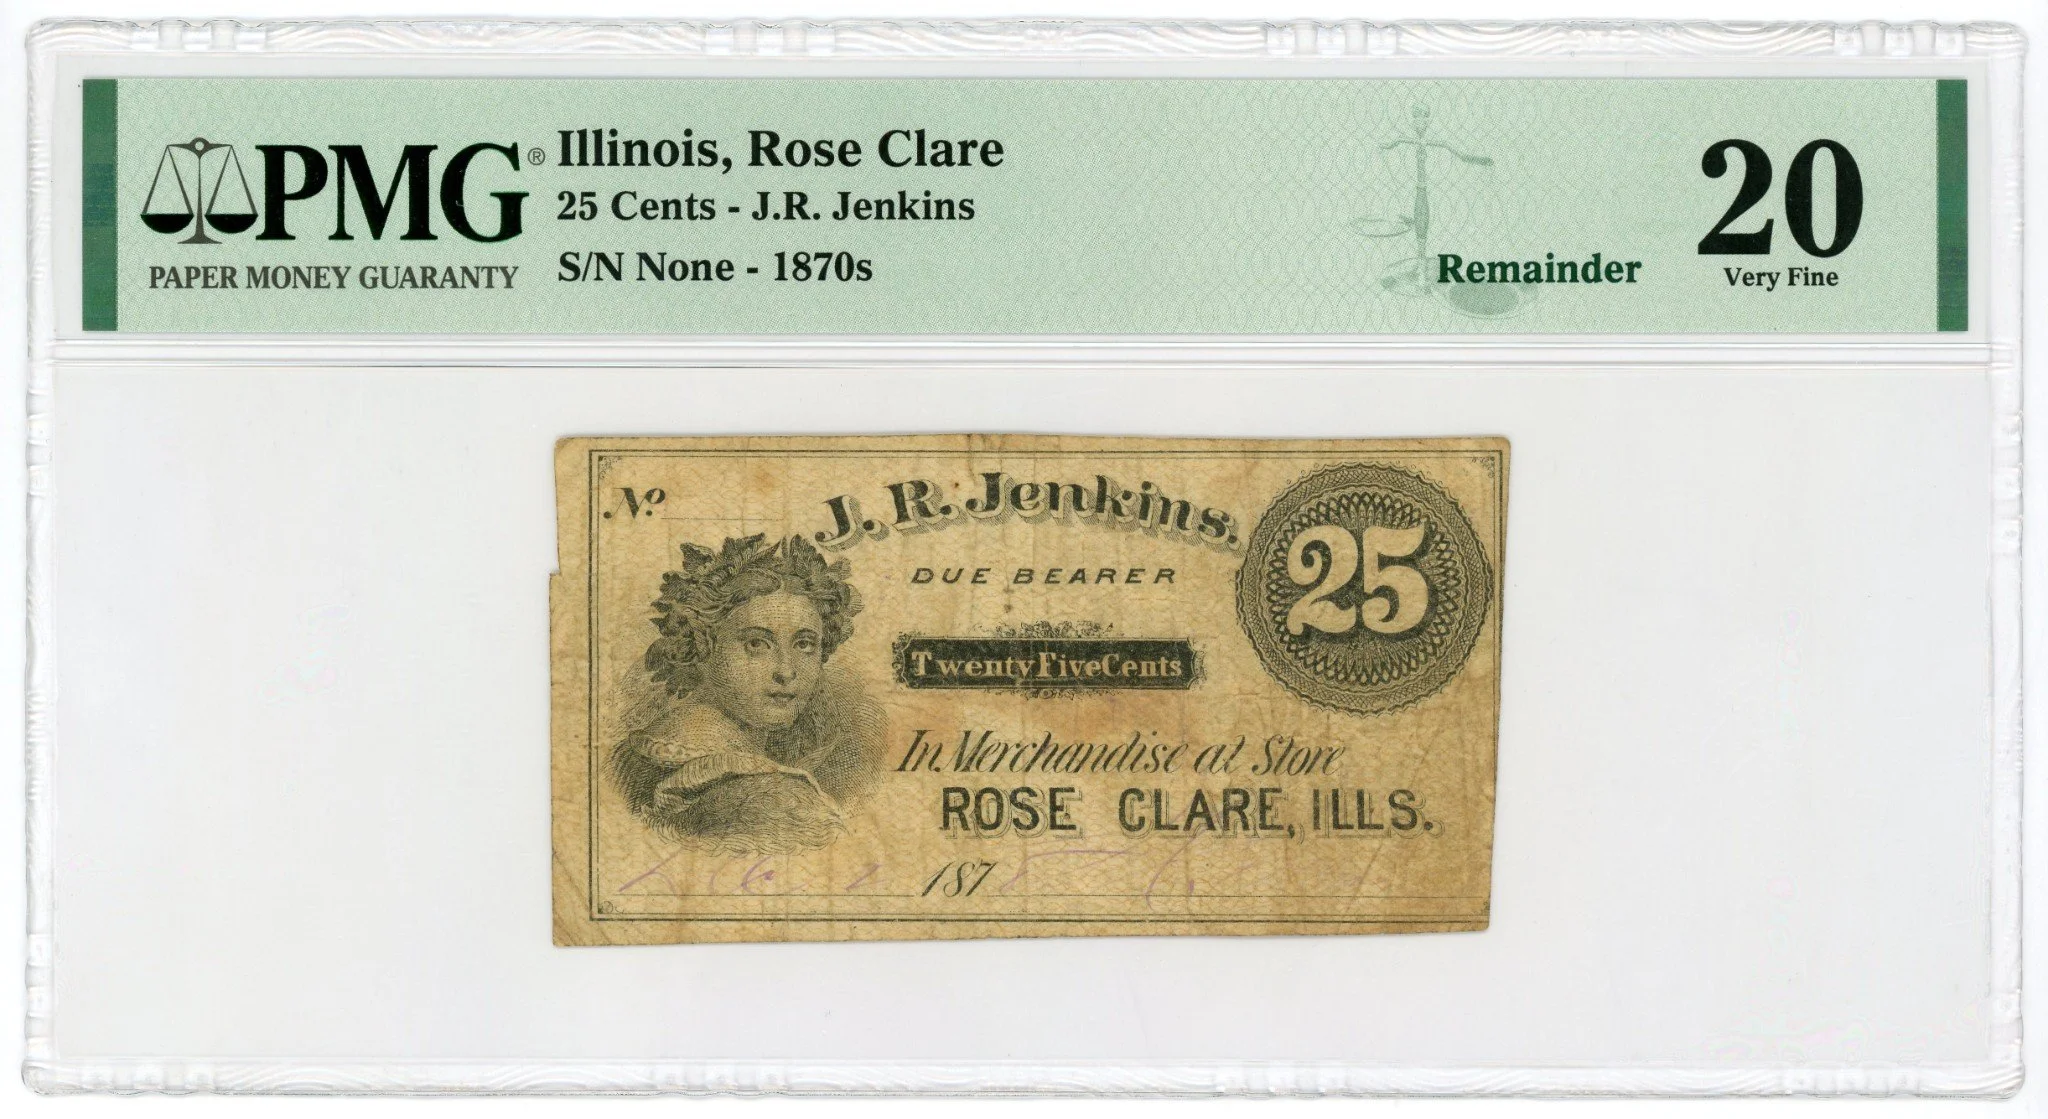 PMG®
PAPER MONEY GUARANTY
Illinois, Rose Clare
25 Cents - J.R. Jenkins
S/N None - 1870s
Remainder
20
Very Fine
No.
J. R. Jenkins.
25
DUE BEARER
Twenty Five Cents
In Merchandise at Store
ROSE CLARE, ILLS.
187